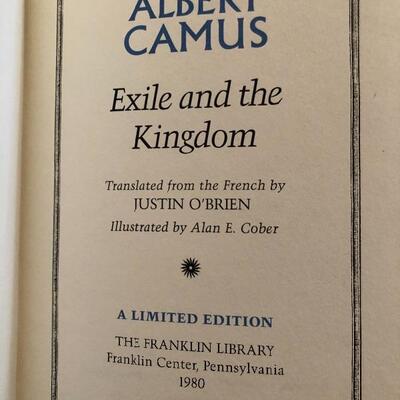 ALBERT
CAMUS
Exile and the
Kingdom
Translated from the French by
JUSTIN O'BRIEN
Illustrated by Alan E. Cober
A LIMITED EDITION
THE FRANKLIN LIBRARY
Franklin Center, Pennsylvania
1980